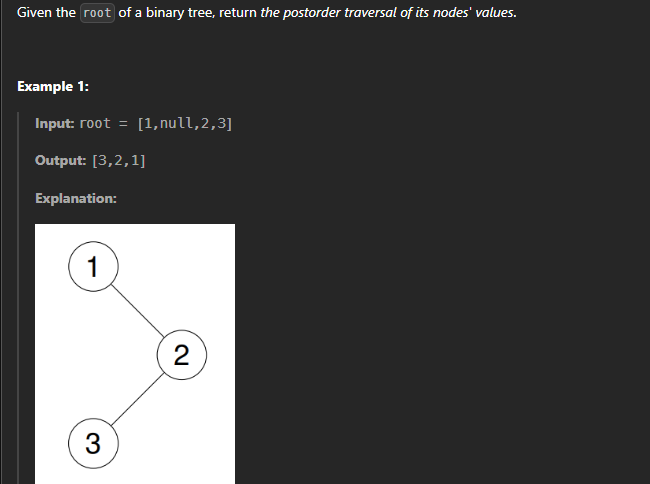 Given the root of a binary tree, return the postorder traversal of its nodes' values.
Example 1:
Input: root = [1,null,2,3]
Output: [3,2,1]
Explanation:
1
2
3